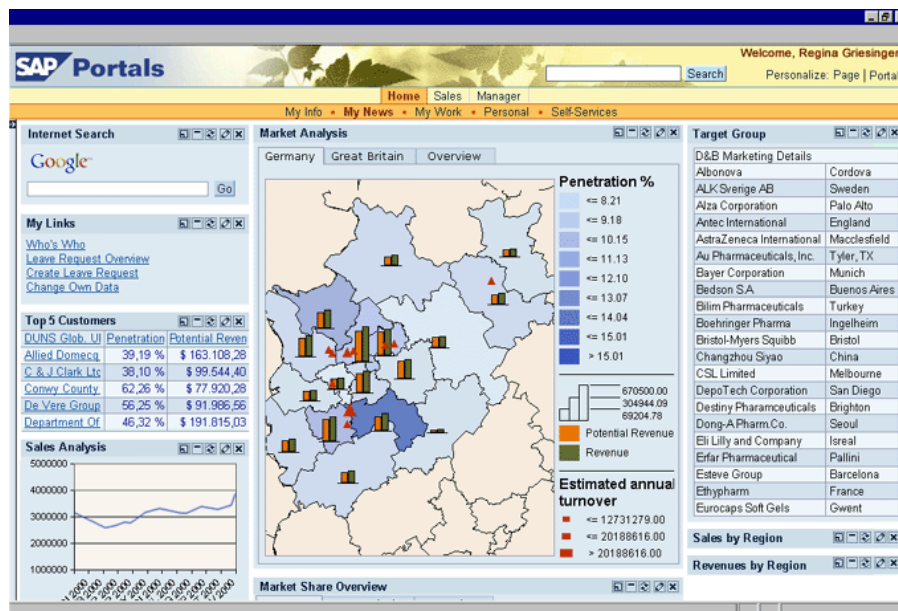 SAP Portals
Welcome, Regina Griesinger
Search
Personalize: Page | Portal
Home Sales Manager
My Info • My News • My Work • Personal • Self-Services
Internet Search
Google
Go
My Links
Who's Who
Leave Request Overview
Create Leave Request
Change Own Data
Top 5 Customers
DUNS Glob. Ul Penetration Potential Reven
Allied Domecq 39,19 % $ 163.108,28
C & J Clark Ltc 38,10 % $ 99.544,40
Conwy County 62,26 % $ 77.920,28
De Vere Group 56,25 % $ 91.986,56
Department Of 46,32 % $ 191.815,03
Sales Analysis
5000000
4000000
3000000
2000000
1000000
Market Analysis
Germany Great Britain Overview
Penetration %
<= 8.21
<= 9.18
<= 10.15
<= 11.13
<= 12.10
<= 13.07
<= 14.04
<= 15.01
> 15.01
670500.00
304944.09
69204.78
Potential Revenue
Revenue
Estimated annual
turnover
<= 12731279.00
<= 20188616.00
> 20188616.00
Market Share Overview
Target Group
D&B Marketing Details
Albonova Cordova
ALK Sverige AB Sweden
Alza Corporation Palo Alto
Antec International England
AstraZeneca International Macclesfield
Au Pharmaceuticals, Inc. Tyler, TX
Bayer Corporation Munich
Bedson S.A Buenos Aires
Bilim Pharmaceuticals Turkey
Boehringer Pharma Ingelheim
Bristol-Myers Squibb Bristol
Changzhou Siyao China
CSL Limited Melbourne
DepoTech Corporation San Diego
Destiny Pharamceuticals Brighton
Dong-A Pharm.Co. Seoul
Eli Lilly and Company Isreal
Erfar Pharmaceutical Pallini
Esteve Group Barcelona
Ethypharm France
Eurocaps Soft Gels Gwent
Sales by Region
Revenues by Region